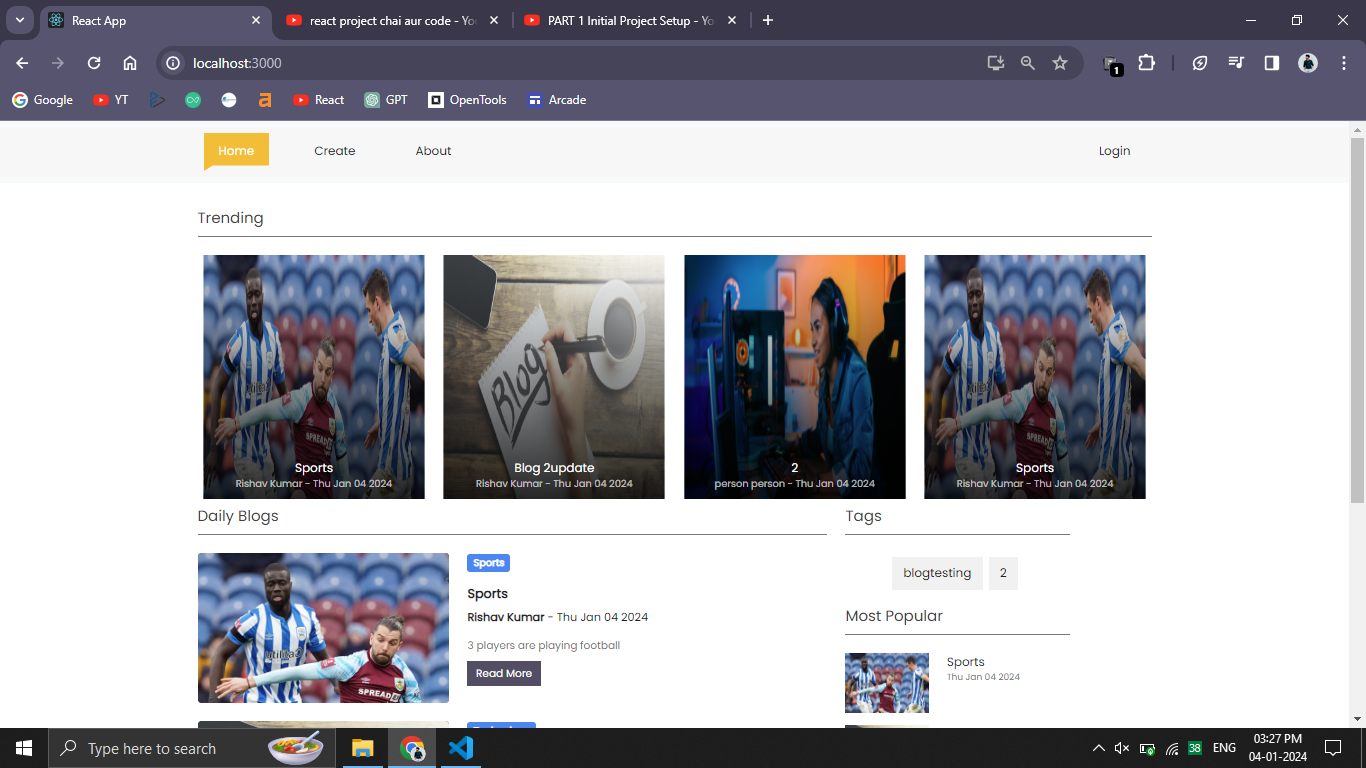 React App
react project chai aur code - You
PART 1 Initial Project Setup - Yo
localhost:3000
1
Google
YT
React
GPT
OpenTools
Arcade
Home
Create
About
Login
Trending
Sports
Rishav Kumar - Thu Jan 04 2024
Blog
Blog 2update
Rishav Kumar - Thu Jan 04 2024
2
person person - Thu Jan 04 2024
Sports
Rishav Kumar - Thu Jan 04 2024
Daily Blogs
Sports
Sports
Rishav Kumar - Thu Jan 04 2024
3 players are playing football
Read More
Tags
blogtesting
2
Most Popular
Sports
Thu Jan 04 2024
Type here to search
38
ENG
03:27 PM
04-01-2024